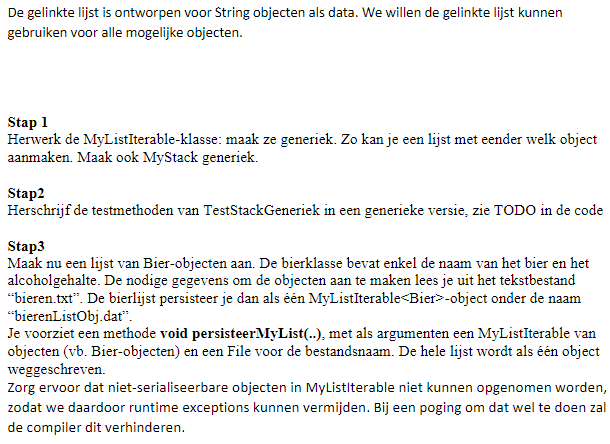 De gelinkte lijst is ontworpen voor String objecten als data. We willen de gelinkte lijst kunnen
gebruiken voor alle mogelijke objecten.
Stap 1
Herwerk de MyListIterable-klasse: maak ze generiek. Zo kan je een lijst met eender welk object
aanmaken. Maak ook MyStack generiek.
Stap2
Herschrijf de testmethoden van TestStackGeneriek in een generieke versie, zie TODO in de code
Stap3
Maak nu een lijst van Bier-objecten aan. De bierklasse bevat enkel de naam van het bier en het
alcoholgehalte. De nodige gegevens om de objecten aan te maken lees je uit het tekstbestand
“bieren.txt”. De bierlijst persisteer je dan als één MyListIterable<Bier>-object onder de naam
“bierenListObj.dat”.
Je voorziet een methode void persisteerMyList(..), met als argumenten een MyListIterable van
objecten (vb. Bier-objecten) en een File voor de bestandsnaam. De hele lijst wordt als één object
weggeschreven.
Zorg ervoor dat niet-serialiseerbare objecten in MyListIterable niet kunnen opgenomen worden,
zodat we daardoor runtime exceptions kunnen vermijden. Bij een poging om dat wel te doen zal
de compiler dit verhinderen.